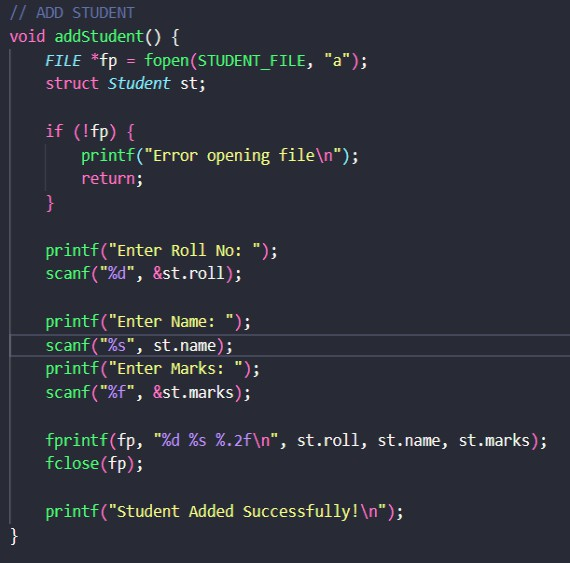 // ADD STUDENT
void addStudent() {
    FILE *fp = fopen(STUDENT_FILE, "a");
    struct Student st;

    if (!fp) {
        printf("Error opening file\n");
        return;
    }

    printf("Enter Roll No: ");
    scanf("%d", &st.roll);

    printf("Enter Name: ");
    scanf("%s", st.name);
    printf("Enter Marks: ");
    scanf("%f", &st.marks);

    fprintf(fp, "%d %s %.2f\n", st.roll, st.name, st.marks);
    fclose(fp);

    printf("Student Added Successfully!\n");
}